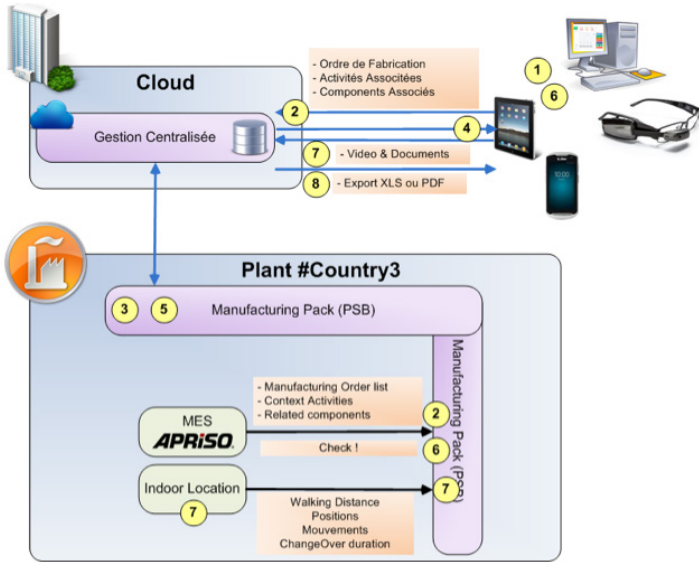 - Ordre de Fabrication
- Activités Associées
- Components Associés
1
6
Cloud
2
4
Gestion Centralisée
7
- Video & Documents
8
- Export XLS ou PDF
10:00
Plant #Country3
3
5
Manufacturing Pack (PSB)
Manufacturing Pack (PSB)
- Manufacturing Order list
- Context Activities
- Related components
2
MES
APRISO.
Check !
6
Indoor Location
7
7
Walking Distance
Positions
Mouvements
ChangeOver duration